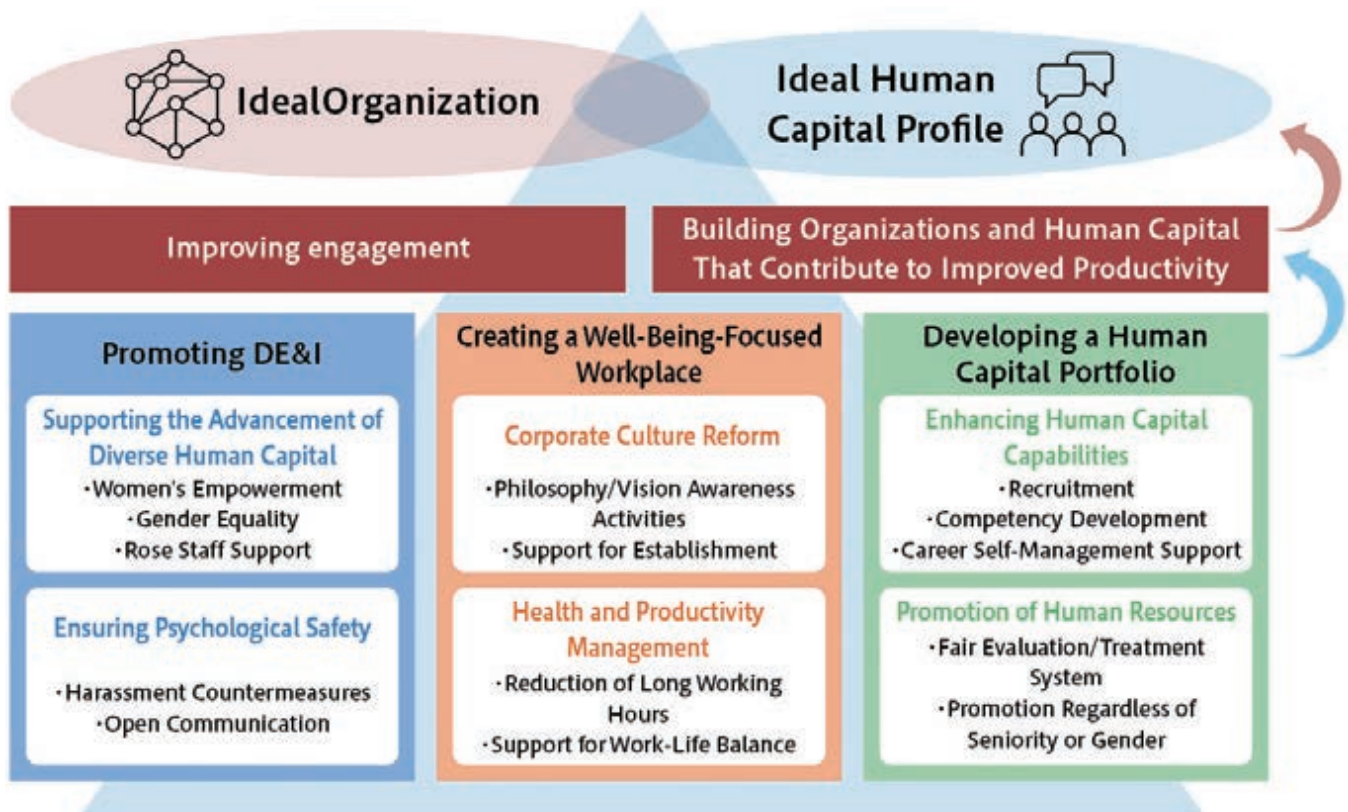 IdealOrganization
Ideal Human
Capital Profile
Improving engagement
Building Organizations and Human Capital
That Contribute to Improved Productivity
Promoting DE&I
Supporting the Advancement of
Diverse Human Capital
·Women's Empowerment
·Gender Equality
·Rose Staff Support
Ensuring Psychological Safety
·Harassment Countermeasures
·Open Communication
Creating a Well-Being-Focused
Workplace
Corporate Culture Reform
·Philosophy/Vision Awareness
Activities
·Support for Establishment
Health and Productivity
Management
·Reduction of Long Working
Hours
·Support for Work-Life Balance
Developing a Human
Capital Portfolio
Enhancing Human Capital
Capabilities
·Recruitment
·Competency Development
·Career Self-Management Support
Promotion of Human Resources
·Fair Evaluation/Treatment
System
·Promotion Regardless of
Seniority or Gender